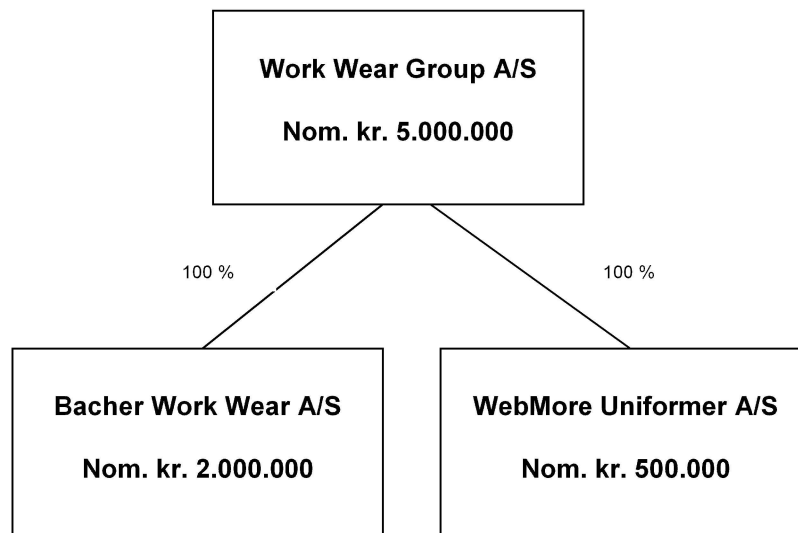 Work Wear Group A/S
Nom. kr. 5.000.000
100 %
100 %
Bacher Work Wear A/S
Nom. kr. 2.000.000
WebMore Uniformer A/S
Nom. kr. 500.000